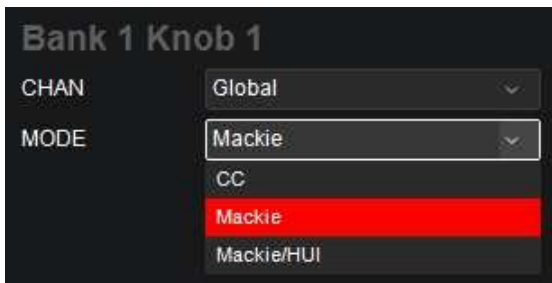 Bank 1 Knob 1
CHAN Global
MODE Mackie
CC
Mackie
Mackie/HUI